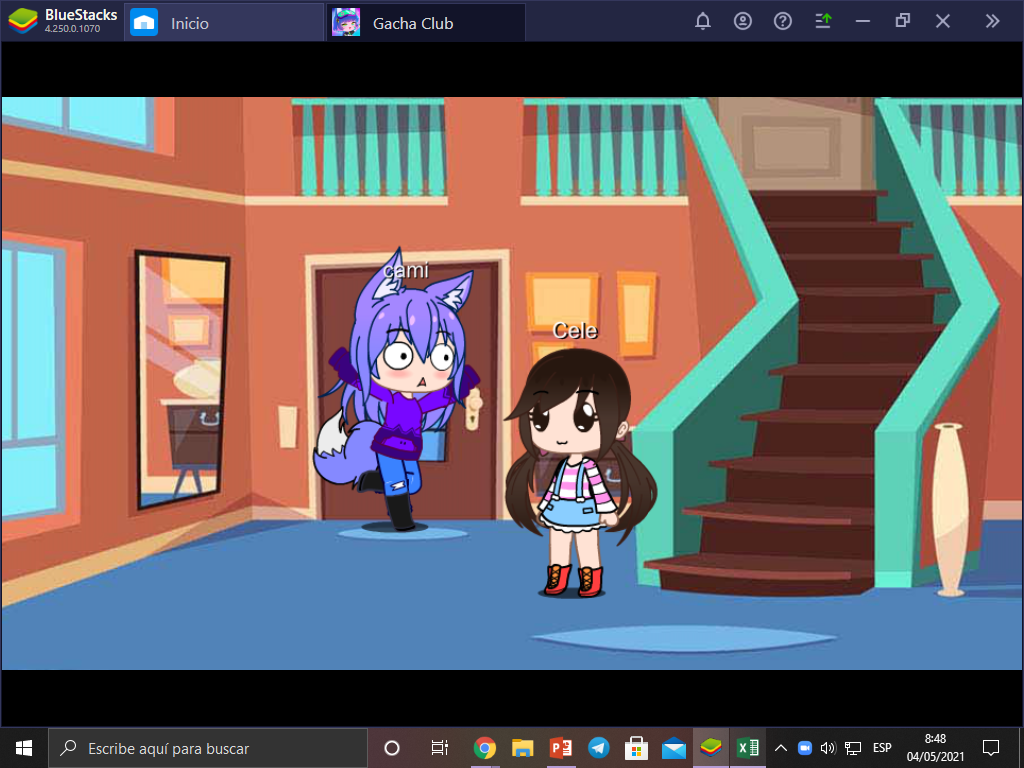 BlueStacks
4.250.0.1070
Inicio
Gacha Club
cami
Cele
Escribe aquí para buscar
ESP
8:48
04/05/2021